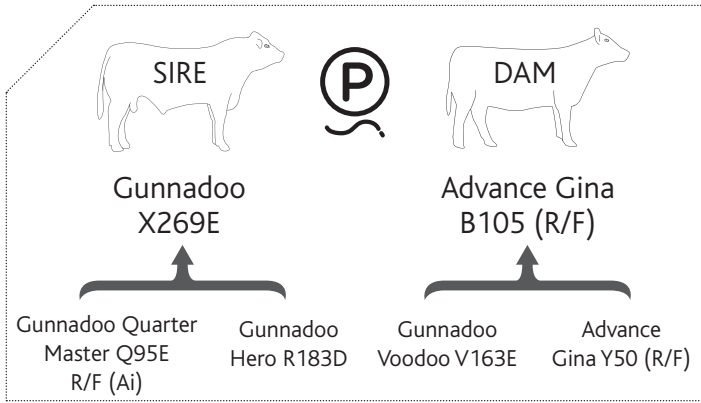 SIRE
P
DAM
Gunnadoo
X269E
Advance Gina
B105 (R/F)
Gunnadoo Quarter
Master Q95E
R/F (Ai)
Gunnadoo
Hero R183D
Gunnadoo
Voodoo V163E
Advance
Gina Y50 (R/F)